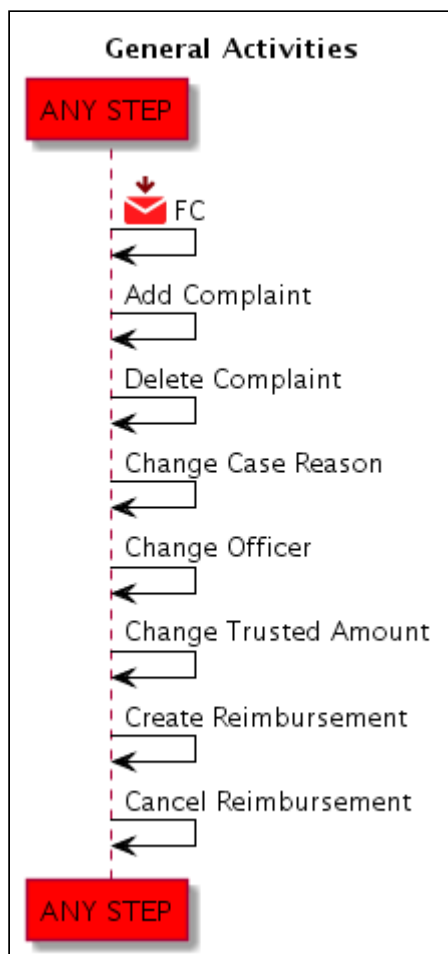 General Activities
ANY STEP
FC
Add Complaint
Delete Complaint
Change Case Reason
Change Officer
Change Trusted Amount
Create Reimbursement
Cancel Reimbursement
ANY STEP